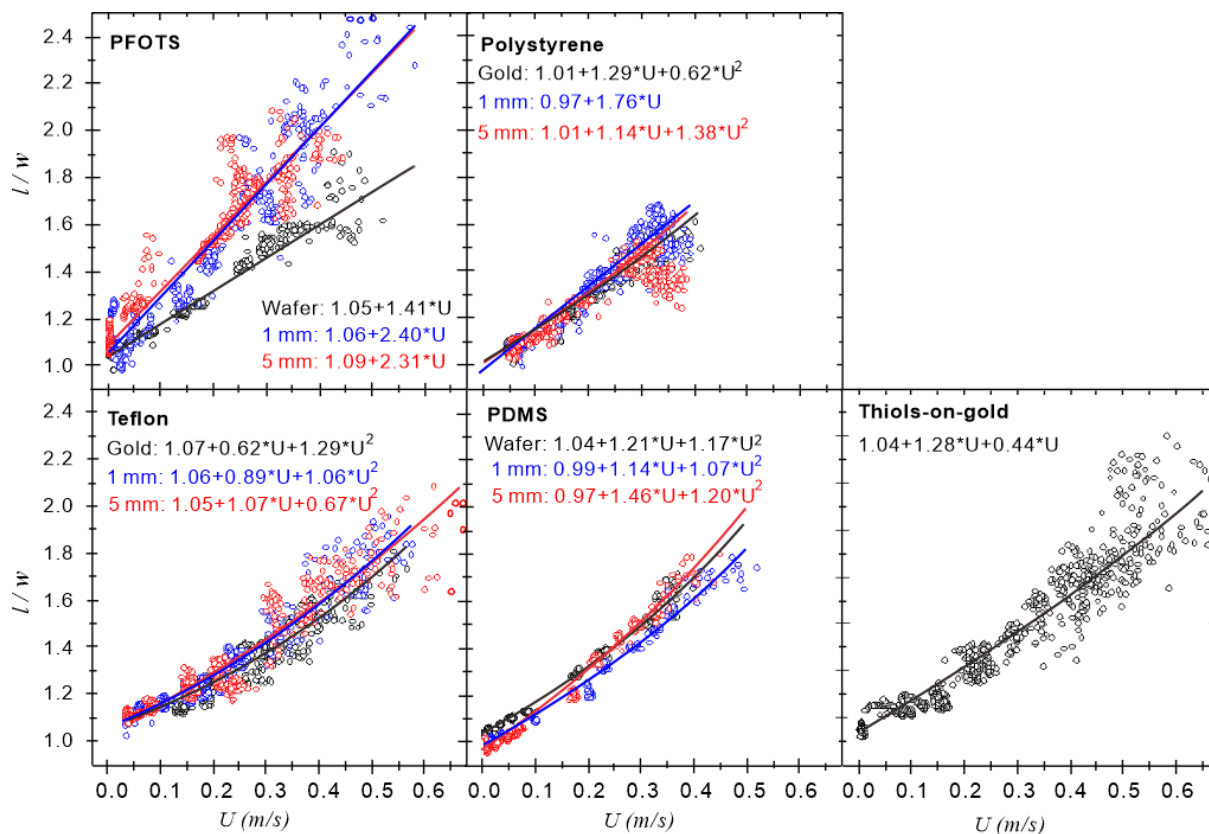 PFOTS
Wafer: 1.05+1.41*U
1 mm: 1.06+2.40*U
5 mm: 1.09+2.31*U
2.4
2.2
2.0
1.8
1.6
1.4
1.2
1.0
l / w
Polystyrene
Gold: 1.01+1.29*U+0.62*U²
1 mm: 0.97+1.76*U
5 mm: 1.01+1.14*U+1.38*U²
Teflon
Gold: 1.07+0.62*U+1.29*U²
1 mm: 1.06+0.89*U+1.06*U²
5 mm: 1.05+1.07*U+0.67*U²
2.4
2.2
2.0
1.8
1.6
1.4
1.2
1.0
l / w
0.0 0.1 0.2 0.3 0.4 0.5 0.6
U (m/s)
PDMS
Wafer: 1.04+1.21*U+1.17*U²
1 mm: 0.99+1.14*U+1.07*U²
5 mm: 0.97+1.46*U+1.20*U²
0.0 0.1 0.2 0.3 0.4 0.5 0.6
U (m/s)
Thiols-on-gold
1.04+1.28*U+0.44*U
0.0 0.1 0.2 0.3 0.4 0.5 0.6
U (m/s)